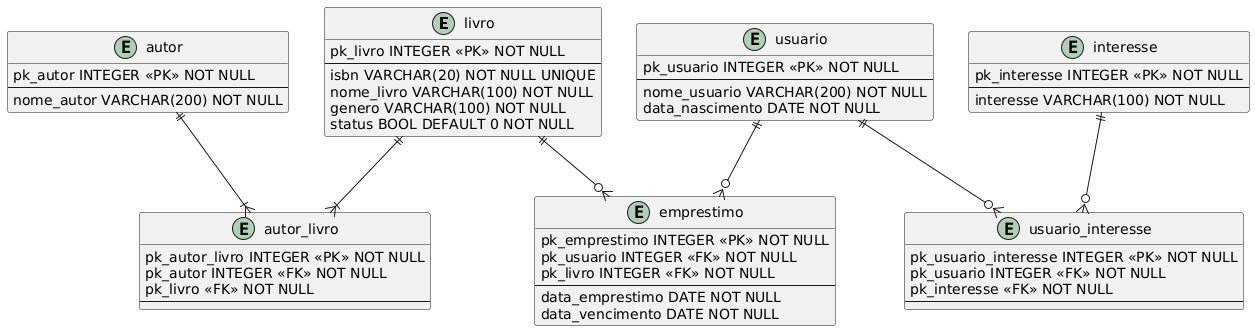 E autor
pk_autor INTEGER «PK» NOT NULL
nome_autor VARCHAR(200) NOT NULL
E livro
pk_livro INTEGER «PK» NOT NULL
isbn VARCHAR(20) NOT NULL UNIQUE
nome_livro VARCHAR(100) NOT NULL
genero VARCHAR(100) NOT NULL
status BOOL DEFAULT 0 NOT NULL
E usuario
pk_usuario INTEGER «PK» NOT NULL
nome_usuario VARCHAR(200) NOT NULL
data_nascimento DATE NOT NULL
E interesse
pk_interesse INTEGER «PK» NOT NULL
interesse VARCHAR(100) NOT NULL
E autor_livro
pk_autor_livro INTEGER «PK» NOT NULL
pk_autor INTEGER «FK» NOT NULL
pk_livro «FK» NOT NULL
E emprestimo
pk_emprestimo INTEGER «PK» NOT NULL
pk_usuario INTEGER «FK» NOT NULL
pk_livro INTEGER «FK» NOT NULL
data_emprestimo DATE NOT NULL
data_vencimento DATE NOT NULL
E usuario_interesse
pk_usuario_interesse INTEGER «PK» NOT NULL
pk_usuario INTEGER «FK» NOT NULL
pk_interesse «FK» NOT NULL